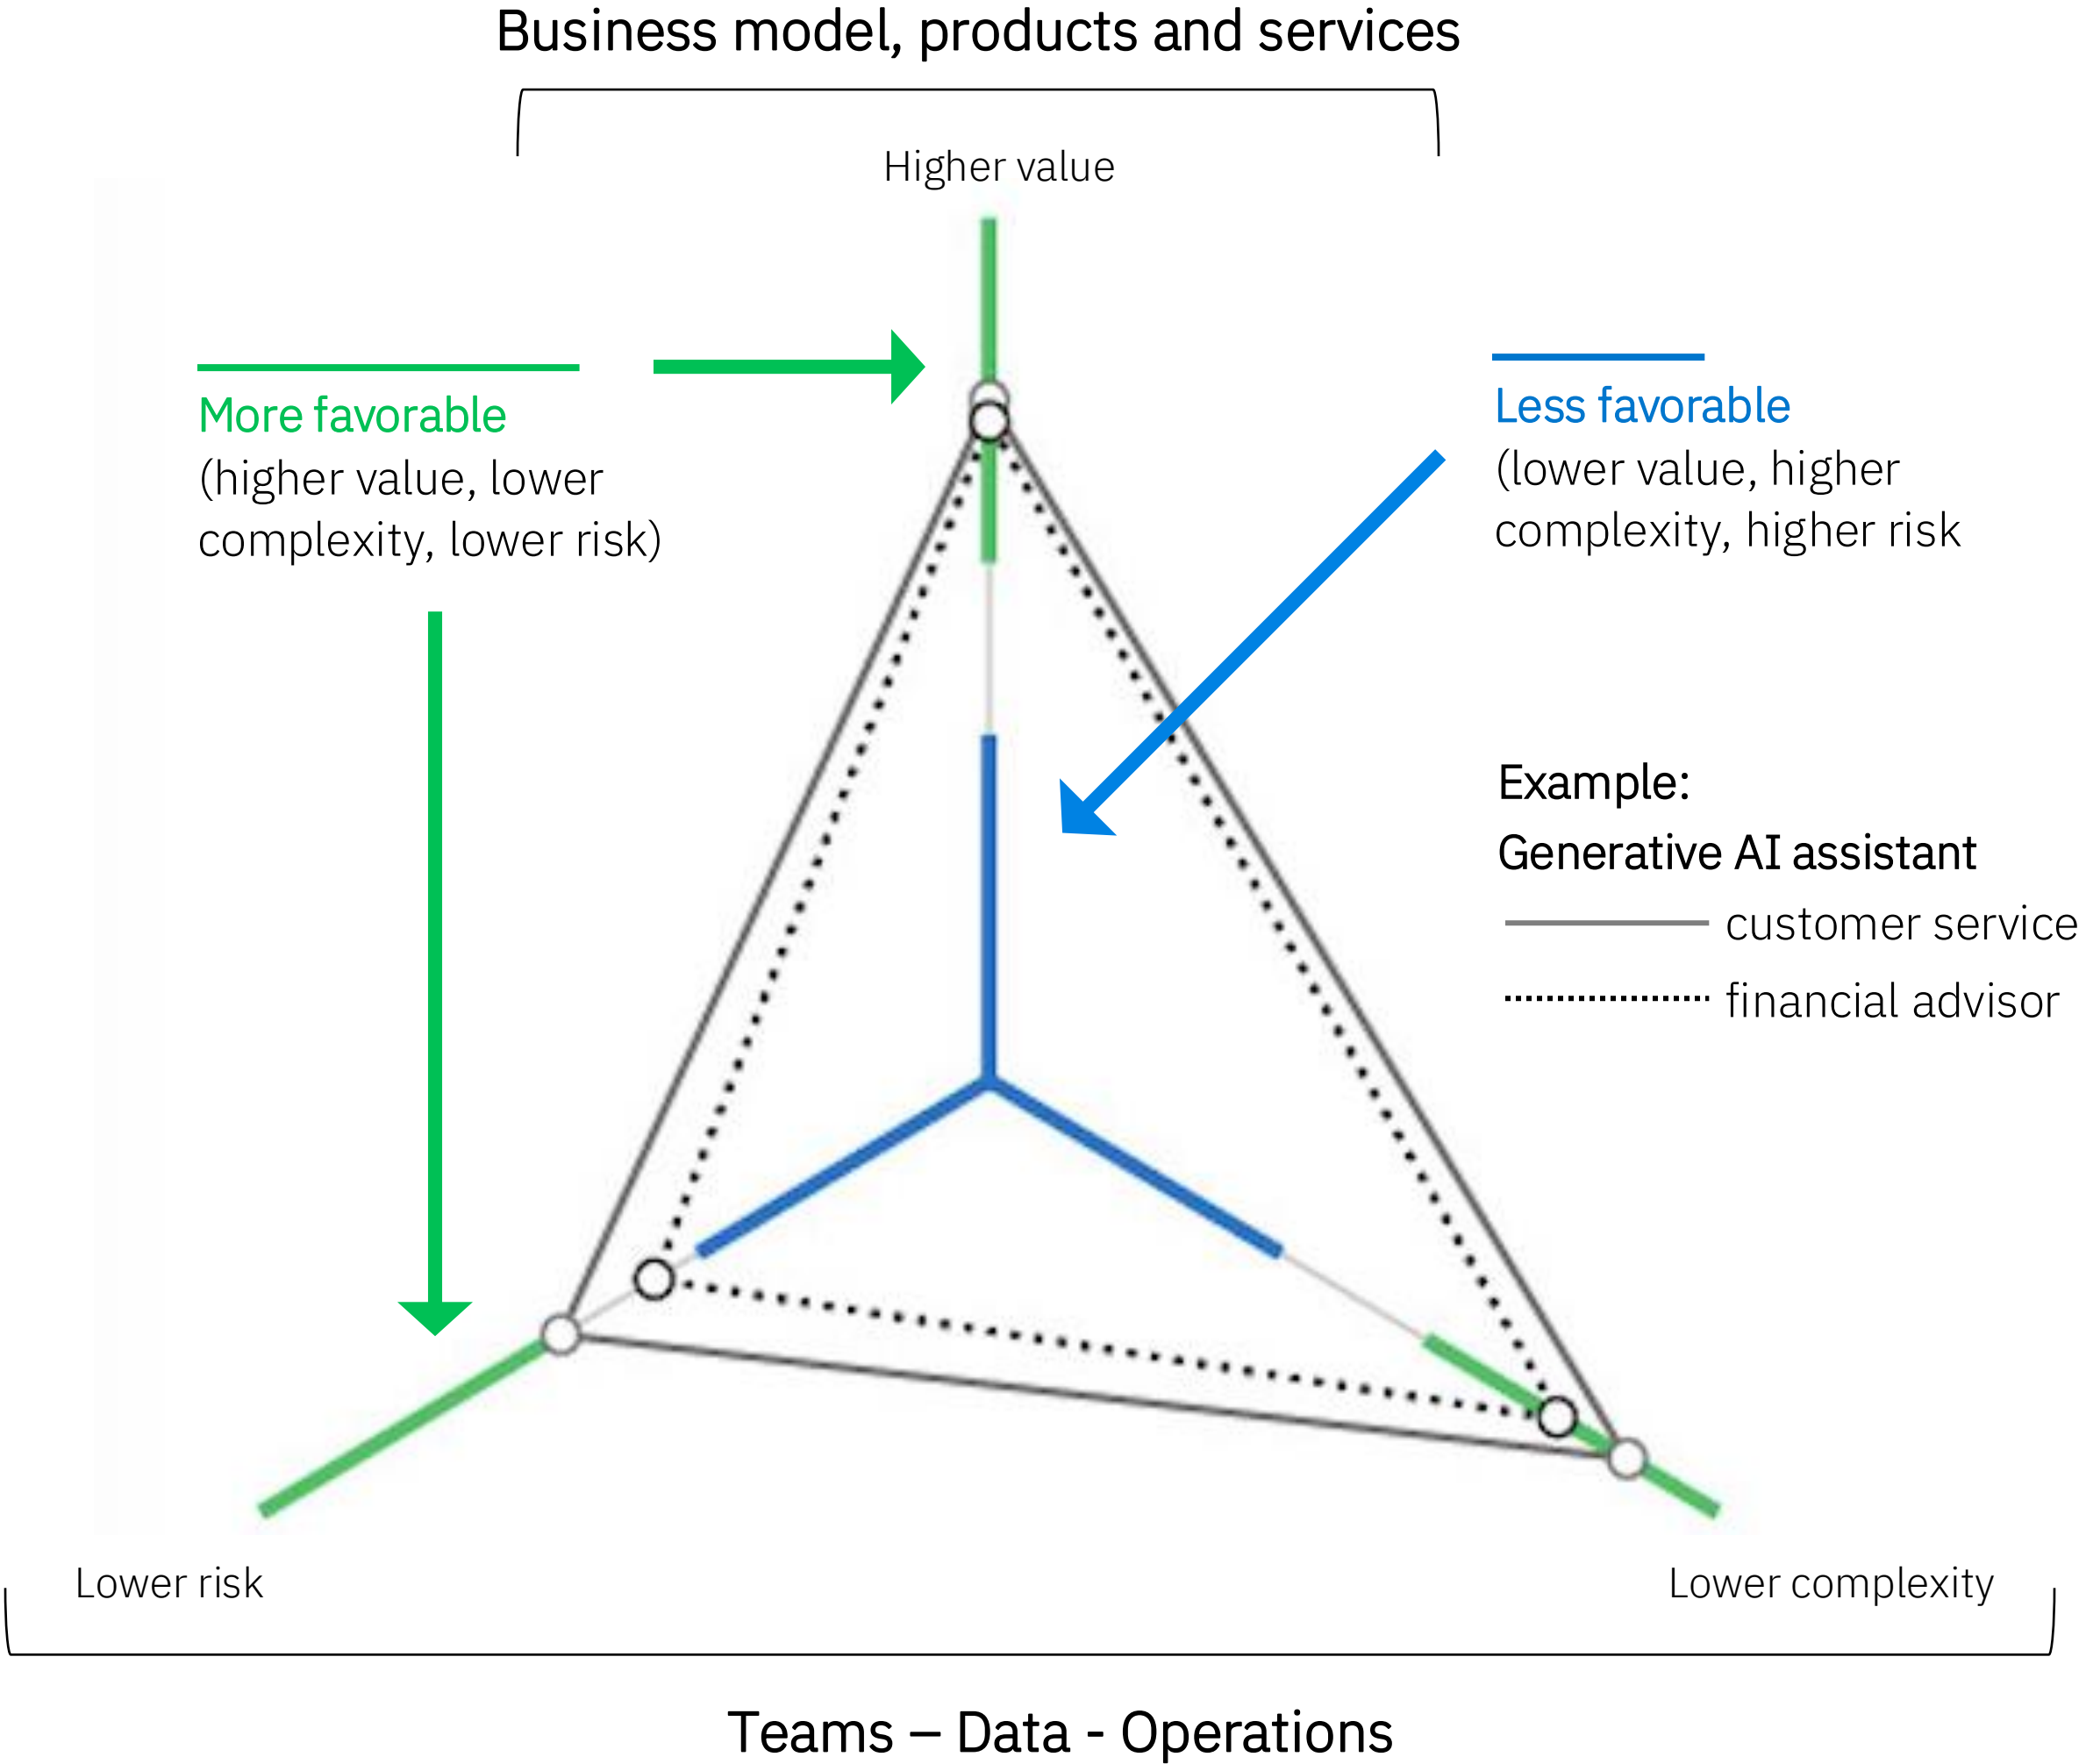 Business model, products and services
Higher value
More favorable
(higher value, lower
complexity, lower risk)
Less favorable
(lower value, higher
complexity, higher risk
Example:
Generative AI assistant
customer service
financial advisor
Lower risk
Lower complexity
Teams – Data - Operations